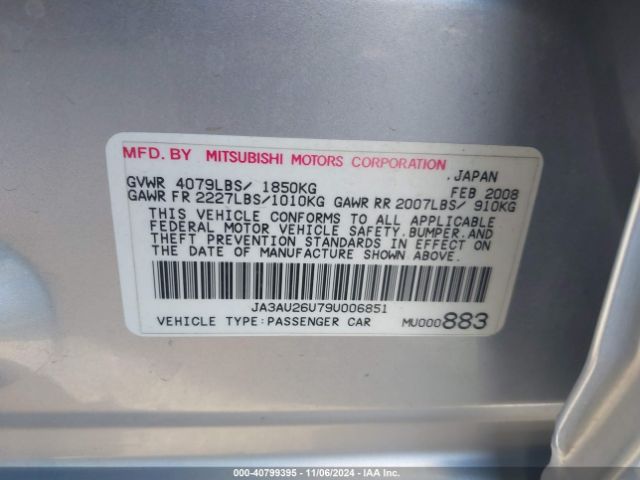 MFD. BY MITSUBISHI MOTORS CORPORATION
, JAPAN
GVWR 4079LBS/ 1850KG FEB 2008
GAWR FR 2227LBS/1010KG GAWR RR 2007LBS/ 910KG
THIS VEHICLE CONFORMS TO ALL APPLICABLE
FEDERAL MOTOR VEHICLE SAFETY.BUMPER.AND
THEFT PREVENTION STANDARDS IN EFFECT ON
THE DATE OF MANUFACTURE SHOWN ABOVE.
JA3AU26U79U006851
VEHICLE TYPE:PASSENGER CAR MU000883
000-40799395 - 11/06/2024 - IAA Inc.